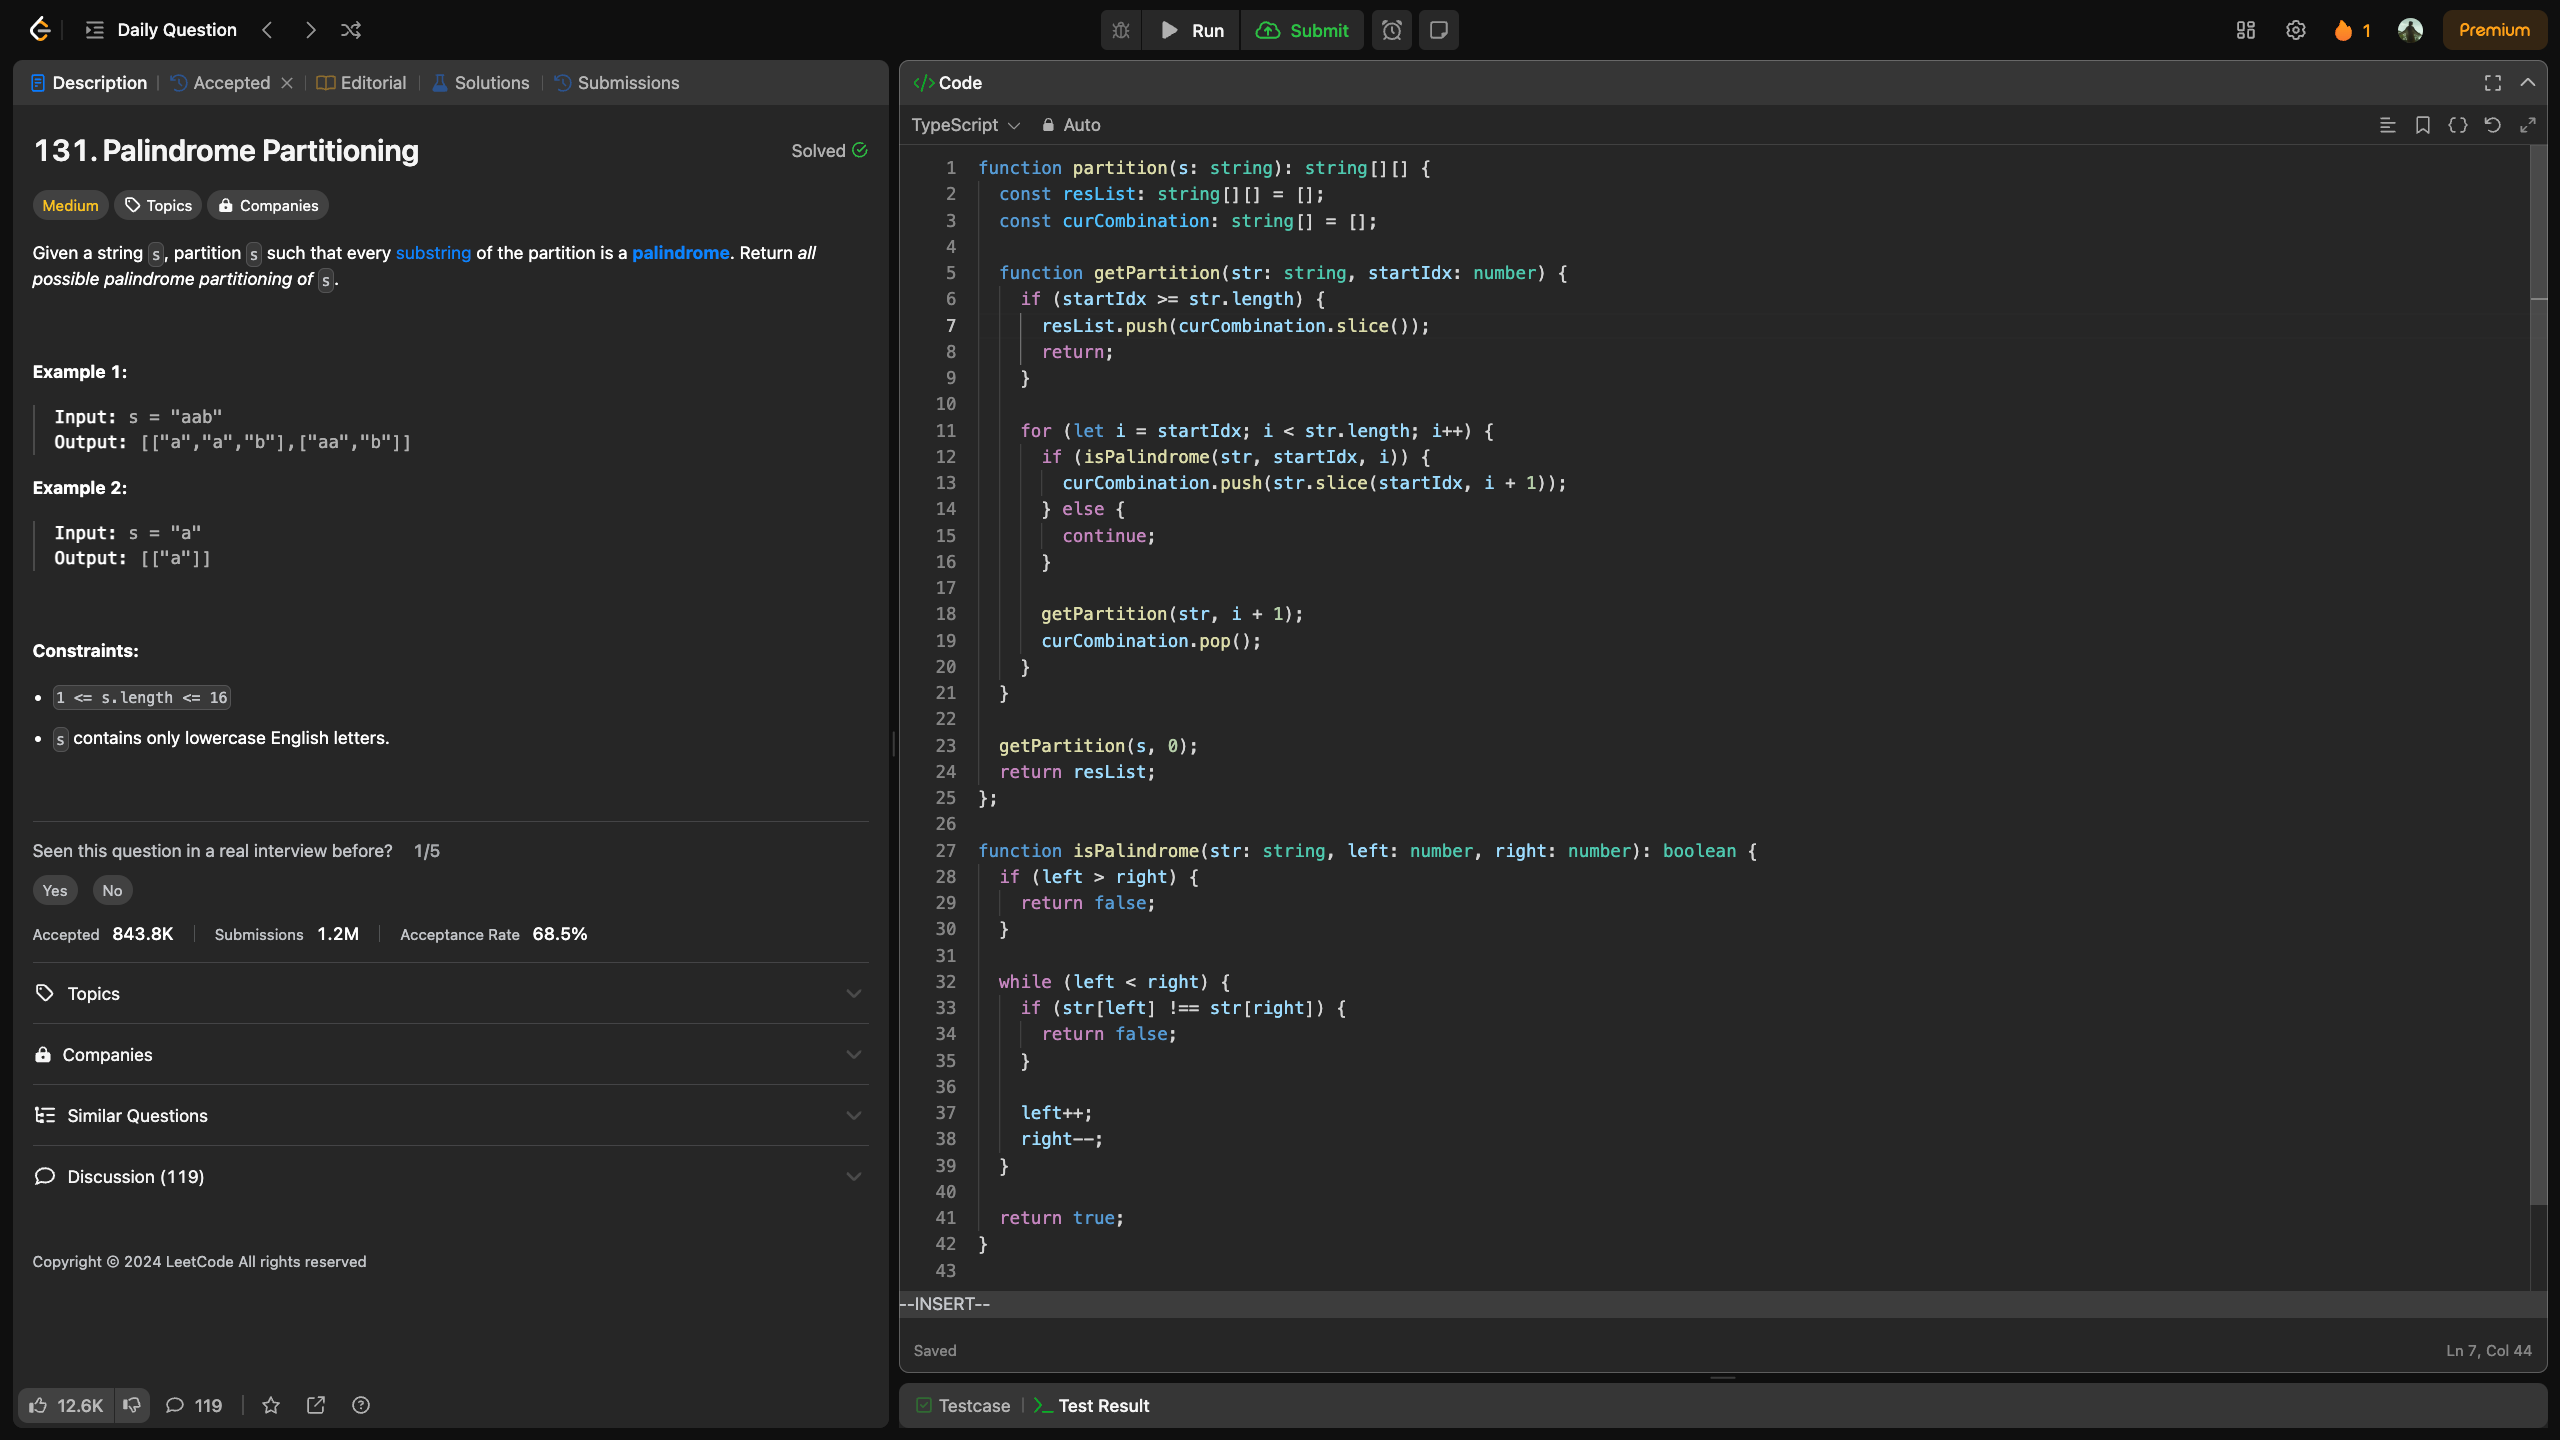 Daily Question
Run
Submit
1
Premium
Description
Accepted
Editorial
Solutions
Submissions
131. Palindrome Partitioning
Solved
Medium
Topics
Companies
Given a string s, partition s such that every substring of the partition is a palindrome. Return all
possible palindrome partitioning of s.
Example 1:
Input: s = "aab"
Output: [["a","a","b"],["aa","b"]]
Example 2:
Input: s = "a"
Output: [["a"]]
Constraints:
• 1 <= s.length <= 16
• s contains only lowercase English letters.
Seen this question in a real interview before? 1/5
Yes
No
Accepted 843.8K
Submissions 1.2M
Acceptance Rate 68.5%
Topics
Companies
Similar Questions
Discussion (119)
Copyright © 2024 LeetCode All rights reserved
12.6K
119
</> Code
TypeScript
Auto
1 function partition(s: string): string[][] {
2   const resList: string[][] = [];
3   const curCombination: string[] = [];
4
5   function getPartition(str: string, startIdx: number) {
6     if (startIdx >= str.length) {
7       resList.push(curCombination.slice());
8       return;
9     }
10
11     for (let i = startIdx; i < str.length; i++) {
12       if (isPalindrome(str, startIdx, i)) {
13         curCombination.push(str.slice(startIdx, i + 1));
14       } else {
15         continue;
16       }
17
18       getPartition(str, i + 1);
19       curCombination.pop();
20     }
21   }
22
23   getPartition(s, 0);
24   return resList;
25 };
26
27 function isPalindrome(str: string, left: number, right: number): boolean {
28   if (left > right) {
29     return false;
30   }
31
32   while (left < right) {
33     if (str[left] !== str[right]) {
34       return false;
35     }
36
37     left++;
38     right--;
39   }
40
41   return true;
42 }
43
--INSERT--
Saved
Ln 7, Col 44
Testcase
Test Result